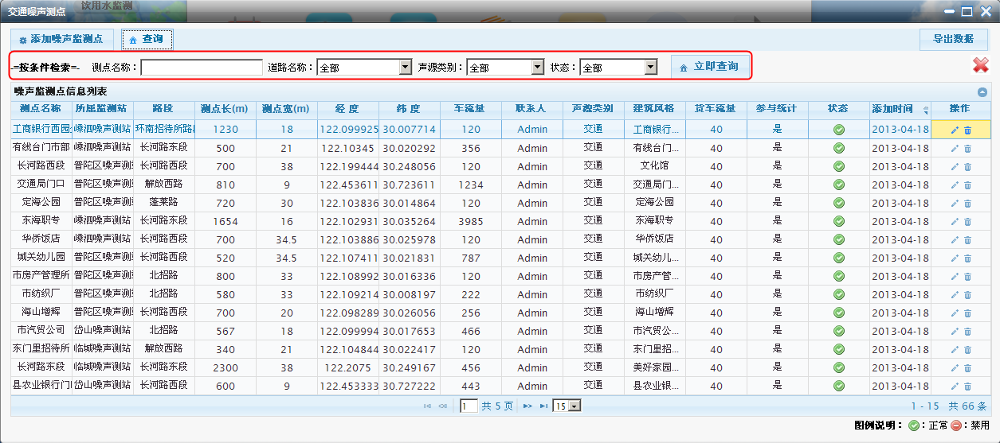 饮用水监测
交通噪声测点
添加噪声监测点 查询 导出数据
-=按条件检索=- 测点名称： 道路名称： 全部 声源类别： 全部 状态： 全部 立即查询
噪声监测点信息列表
测点名称 所属监测站 路段 测点长(m) 测点宽(m) 经 度 纬 度 车流量 联系人 声源类别 建筑风格 货车流量 参与统计 状态 添加时间 操作
工商银行西园 嵊泗噪声测站 环南招待所路 1230 18 122.099925 30.007714 120 Admin 交通 工商银行... 40 是 2013-04-18
有线台门市部 嵊泗噪声测站 长河路东段 500 21 122.10345 30.020292 356 Admin 交通 有线台门... 40 是 2013-04-18
长河路西段 普陀区噪声测 长河路西段 700 38 122.199444 30.248056 120 Admin 交通 文化馆 40 是 2013-04-18
交通局门口 普陀区噪声测 解放西路 810 9 122.453611 30.723611 1234 Admin 交通 交通局门... 40 是 2013-04-18
定海公园 普陀区噪声测 蓬莱路 720 30 122.103836 30.014864 120 Admin 交通 定海公园 40 是 2013-04-18
东海职专 嵊泗噪声测站 长河路东段 1654 16 122.102931 30.035264 3985 Admin 交通 东海职专 40 是 2013-04-18
华侨饭店 嵊泗噪声测站 长河路西段 700 34.5 122.103886 30.025978 120 Admin 交通 华侨饭店 40 是 2013-04-18
城关幼儿园 普陀区噪声测 长河路西段 520 34.5 122.107411 30.021831 787 Admin 交通 城关幼儿... 40 是 2013-04-18
市房产管理所 普陀区噪声测 北招路 800 33 122.108992 30.016336 120 Admin 交通 市房产管... 40 是 2013-04-18
市纺织厂 普陀区噪声测 北招路 580 33 122.109214 30.008197 222 Admin 交通 市纺织厂 40 是 2013-04-18
海山增辉 普陀区噪声测 长河路西段 700 20 122.098289 30.026056 256 Admin 交通 海山增辉 40 是 2013-04-18
市汽贸公司 岱山噪声测站 北招路 567 18 122.099994 30.017653 466 Admin 交通 市汽贸公... 40 是 2013-04-18
东门里招待所 临城噪声测站 解放西路 340 21 122.104844 30.022417 120 Admin 交通 东门里招... 40 是 2013-04-18
长河路东段 临城噪声测站 长河路东段 2300 38 122.2075 30.249167 456 Admin 交通 美好家园... 40 是 2013-04-18
县农业银行门 岱山噪声测站 长河路西段 600 9 122.453333 30.727222 443 Admin 交通 县农业银... 40 是 2013-04-18
1 共 5 页 15 1 - 15 共 66 条
图例说明： ：正常 ：禁用